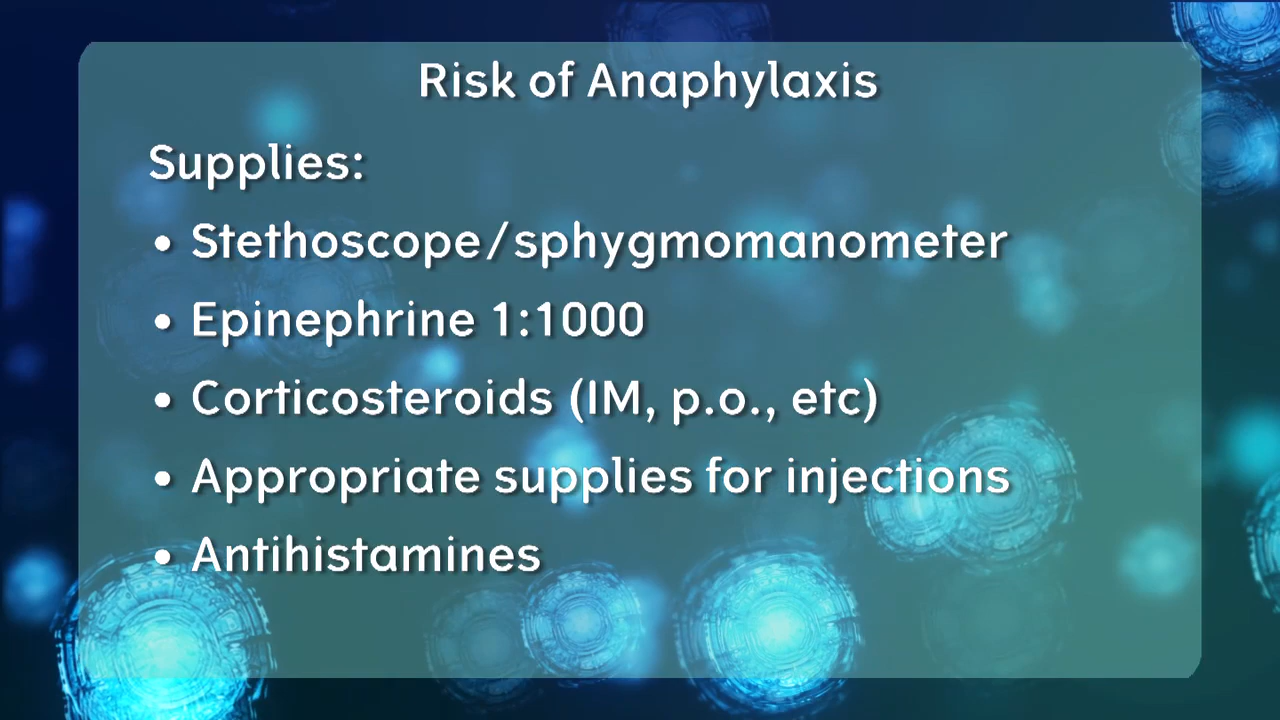 Risk of Anaphylaxis
Supplies:
• Stethoscope/sphygmomanometer
• Epinephrine 1:1000
• Corticosteroids (IM, p.o., etc)
• Appropriate supplies for injections
• Antihistamines